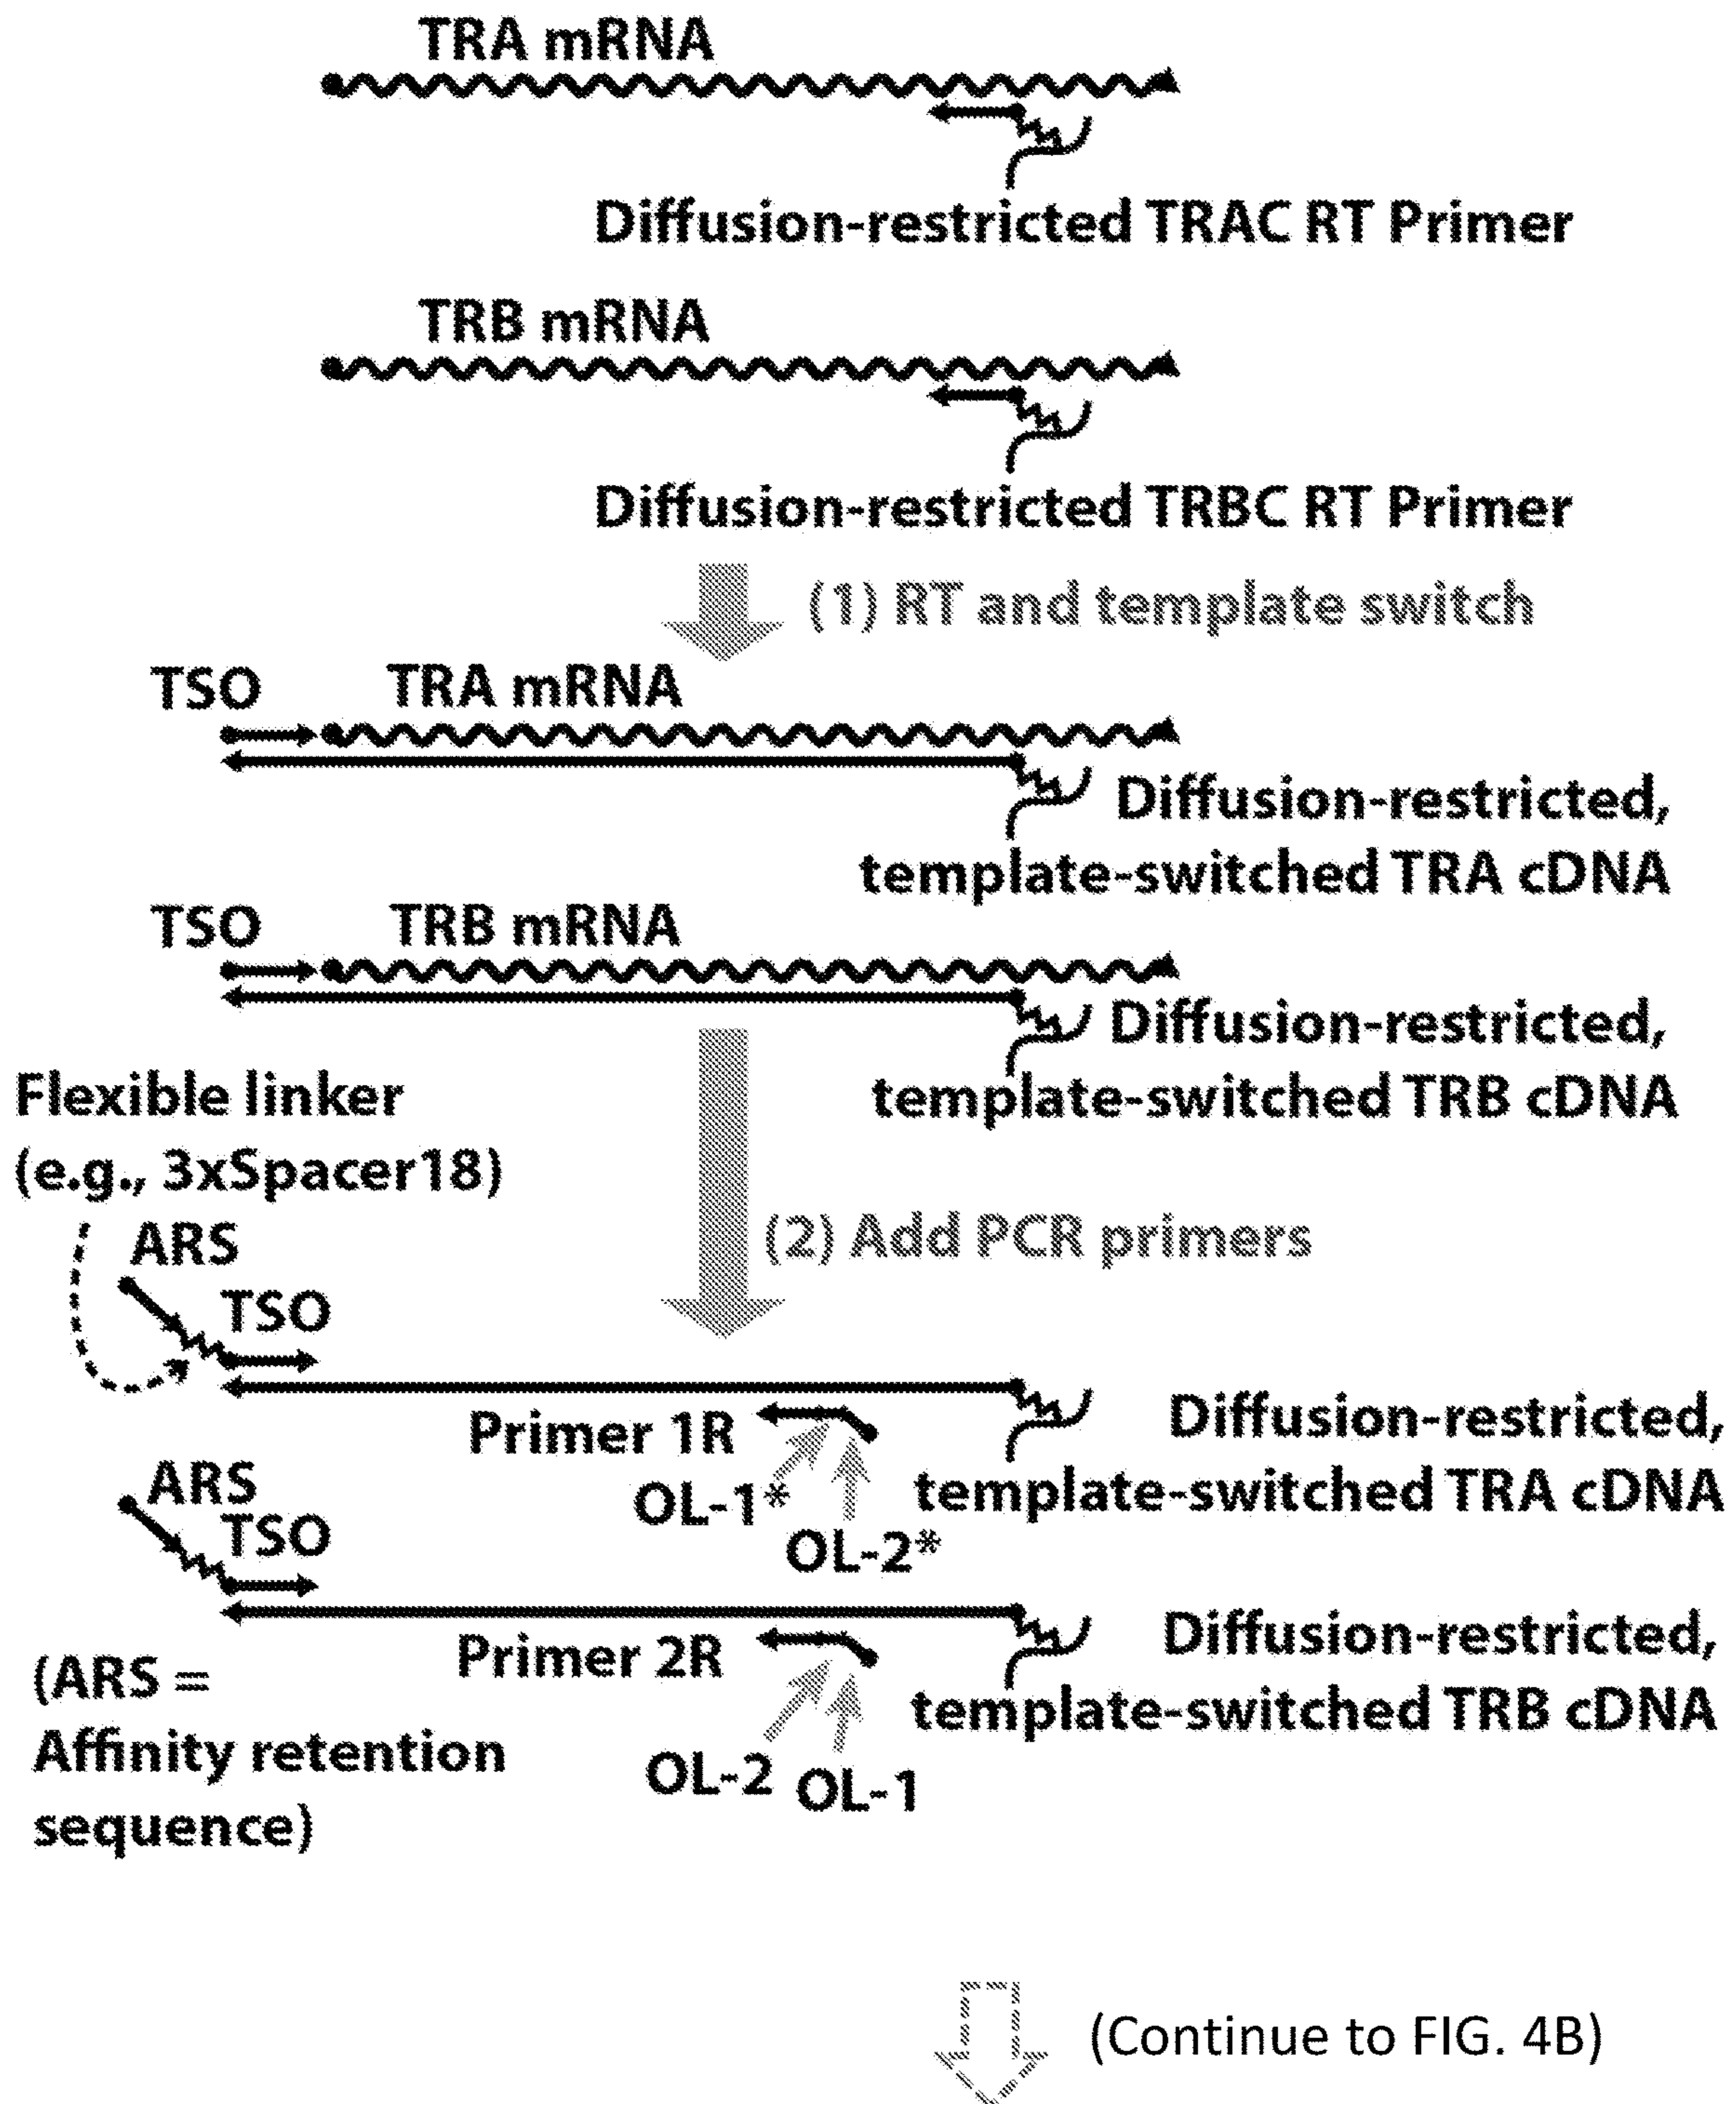 TRA mRNA
Diffusion-restricted TRAC RT Primer
TRB mRNA
Diffusion-restricted TRBC RT Primer
(1) RT and template switch
TSO
TRA mRNA
Diffusion-restricted,
template-switched TRA cDNA
TSO
TRB mRNA
Diffusion-restricted,
template-switched TRB cDNA
Flexible linker
(e.g., 3xSpacer18)
(2) Add PCR primers
ARS
TSO
Primer 1R
OL-1*
OL-2*
Diffusion-restricted,
template-switched TRA cDNA
ARS
TSO
Primer 2R
OL-2
OL-1
Diffusion-restricted,
template-switched TRB cDNA
(ARS =
Affinity retention
sequence)
(Continue to FIG. 4B)